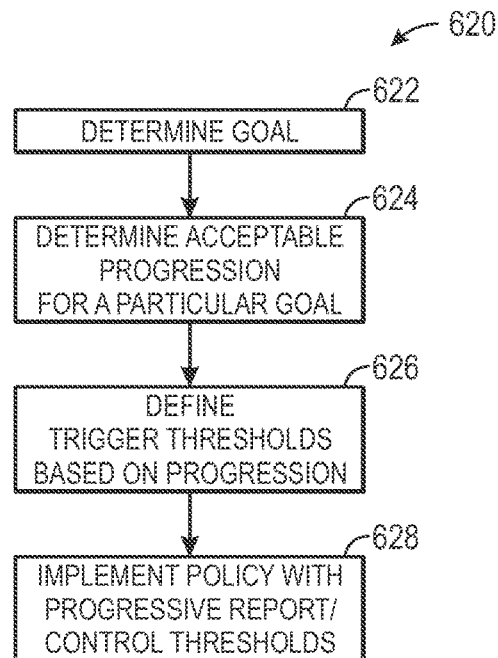 620
622
DETERMINE GOAL
624
DETERMINE ACCEPTABLE
PROGRESSION
FOR A PARTICULAR GOAL
626
DEFINE
TRIGGER THRESHOLDS
BASED ON PROGRESSION
628
IMPLEMENT POLICY WITH
PROGRESSIVE REPORT/
CONTROL THRESHOLDS